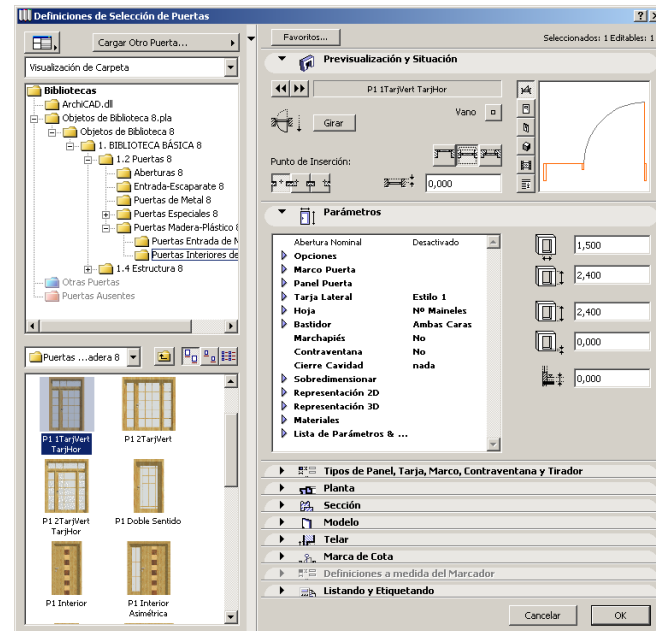 Definiciones de Selección de Puertas
Cargar Otro Puerta...
Visualización de Carpeta
Bibliotecas
ArchiCAD.dll
Objetos de Biblioteca 8.pla
Objetos de Biblioteca 8
1. BIBLIOTECA BÁSICA 8
1.2 Puertas 8
Aberturas 8
Entrada-Escaparate 8
Puertas de Metal 8
Puertas Especiales 8
Puertas Madera-Plástico
Puertas Entrada de
Puertas Interiores de
1.4 Estructura 8
Otras Puertas
Puertas Ausentes
Puertas ...adera 8
P1 1TarjVert TarjHor
P1 2TarjVert
P1 2TarjVert TarjHor
P1 Doble Sentido
P1 Interior
P1 Interior Asimétrica
Favoritos...
Seleccionados: 1 Editables: 1
Previsualización y Situación
P1 1TarjVert TarjHor
Girar
Vano
Punto de Inserción:
0,000
Parámetros
Abertura Nominal Desactivado
Opciones
Marco Puerta
Panel Puerta
Tarja Lateral Estilo 1
Hoja Nº Maineles
Bastidor Ambas Caras
Marchapiés No
Contraventana No
Cierre Cavidad nada
Sobredimensionar
Representación 2D
Representación 3D
Materiales
Lista de Parámetros & ...
1,500
2,400
2,400
0,000
0,000
Tipos de Panel, Tarja, Marco, Contraventana y Tirador
Planta
Sección
Modelo
Telar
Marca de Cota
Definiciones a medida del Marcador
Listando y Etiquetando
Cancelar
OK